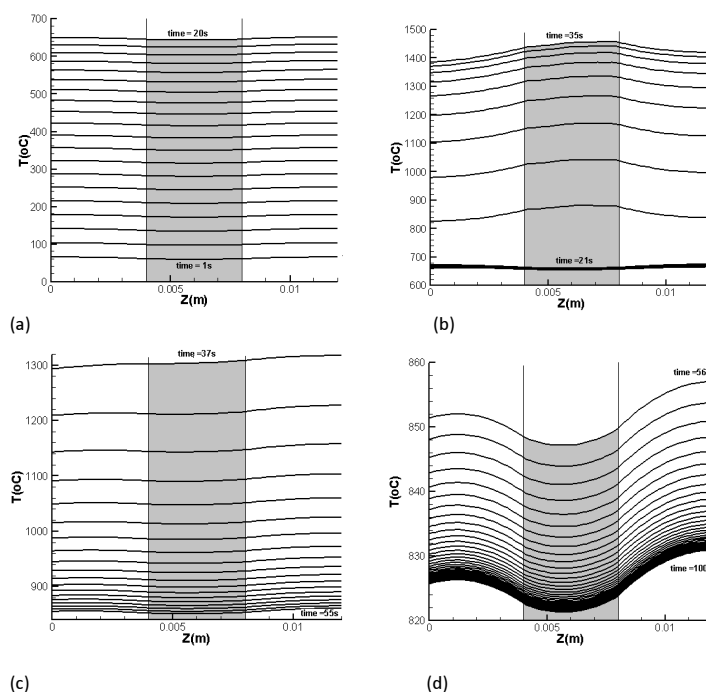 700
600
500
400
300
200
100
0
T(oC)
time = 20s
time = 1s
0
0.005
0.01
Z(m)
(a)
1500
1400
1300
1200
1100
1000
900
800
700
600
T(oC)
time =35s
time =21s
0
0.005
0.01
Z(m)
(b)
1300
1200
1100
1000
900
T(oC)
time =37s
time =55s
0
0.005
0.01
Z(m)
(c)
860
850
840
830
820
T(oC)
time =56
time =100
0
0.005
0.01
Z(m)
(d)